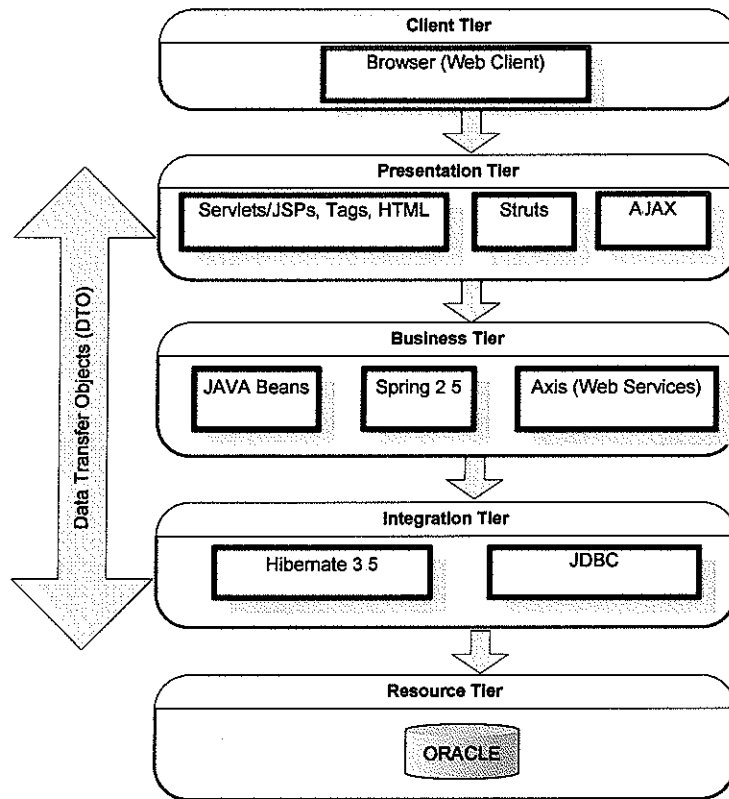 Client Tier
Browser (Web Client)
Presentation Tier
Servlets/JSPs, Tags, HTML
Struts
AJAX
Data Transfer Objects (DTO)
Business Tier
JAVA Beans
Spring 2 5
Axis (Web Services)
Integration Tier
Hibernate 3 5
JDBC
Resource Tier
ORACLE